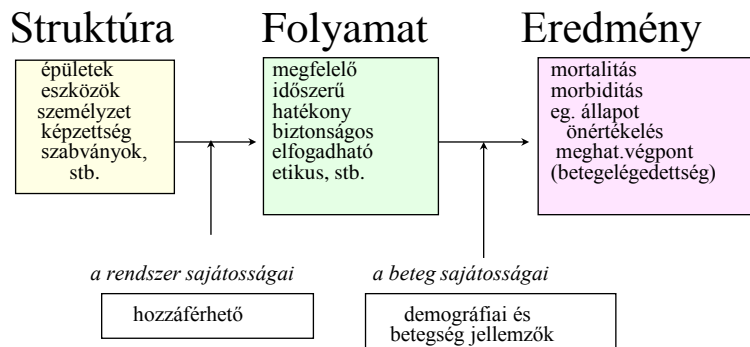 Struktúra
épületek
eszközök
személyzet
képzettség
szabványok,
stb.
Folyamat
megfelelő
időszerű
hatékony
biztonságos
elfogadható
etikus, stb.
Eredmény
mortalitás
morbiditás
eg. állapot
önértékelés
meghat.végpont
(betegelégedettség)
a rendszer sajátosságai
hozzáférhető
a beteg sajátosságai
demográfiai és
betegség jellemzők